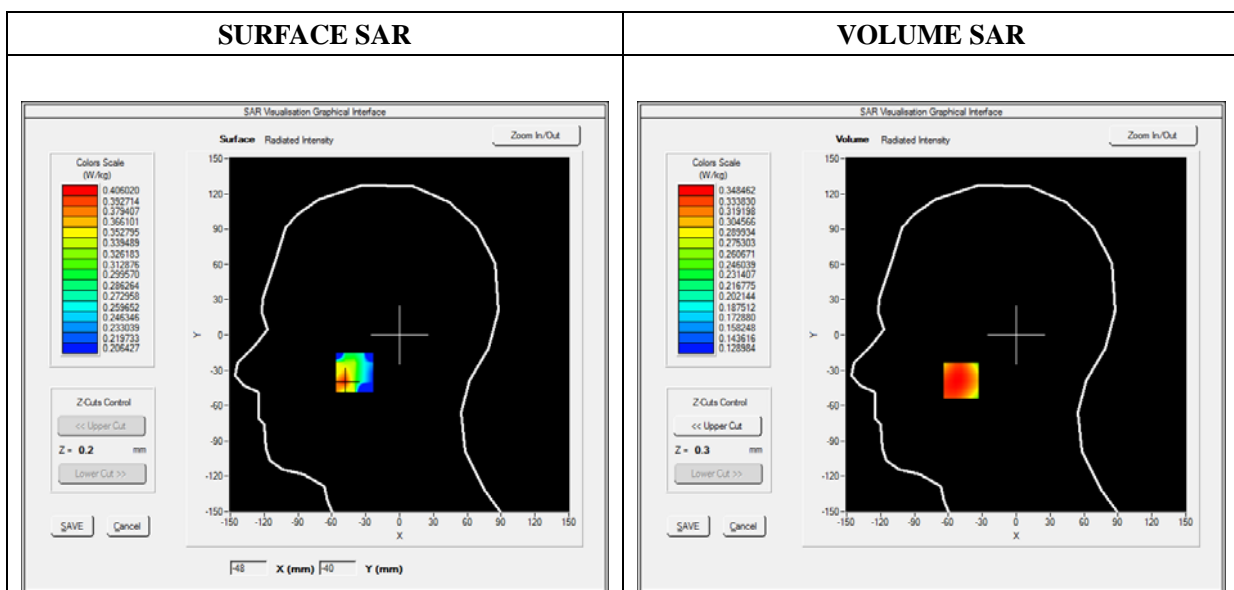 SURFACE SAR
VOLUME SAR
SAR Visualisation Graphical Interface
Surface Radiated Intensity
Zoom In/Out
Colors Scale
(W/kg)
0.406020
0.392714
0.379407
0.366101
0.352795
0.339489
0.326183
0.312876
0.299570
0.286264
0.272958
0.259652
0.246346
0.233039
0.219733
0.206427
Z-Cuts Control
<< Upper Cut
Z = 0.2 mm
Lower Cut >>
SAVE Cancel
150
120
90
60
30
0
-30
-60
-90
-120
-150
Y
-150 -120 -90 -60 -30 0 30 60 90 120 150
X
-48 X (mm) -40 Y (mm)
SAR Visualisation Graphical Interface
Volume Radiated Intensity
Zoom In/Out
Colors Scale
(W/kg)
0.348462
0.333830
0.319198
0.304566
0.289934
0.275303
0.260671
0.246039
0.231407
0.216775
0.202144
0.187512
0.172880
0.158248
0.143616
0.128984
Z-Cuts Control
<< Upper Cut
Z = 0.3 mm
Lower Cut >>
SAVE Cancel
150
120
90
60
30
0
-30
-60
-90
-120
-150
Y
-150 -120 -90 -60 -30 0 30 60 90 120 150
X